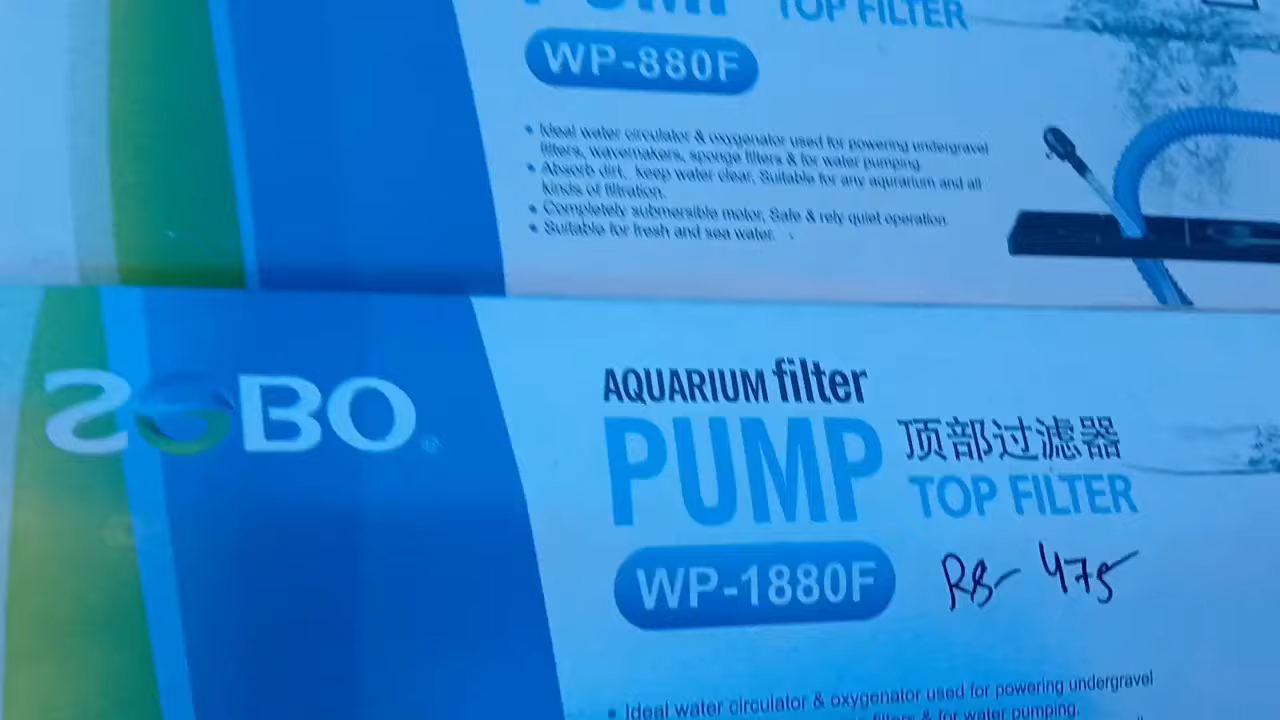 PUMP TOP FILTER
WP-880F
• Ideal water circulator & oxygenator used for powering undergravel
filters, wavemakers, sponge filters & for water pumping.
• Absorb dirt, keep water clear. Suitable for any aqurarium and all
kinds of filtration.
• Completely submersible motor, Safe & rely quiet operation
• Suitable for fresh and sea water.
SOBO
AQUARIUM filter
PUMP 顶部过滤器
TOP FILTER
WP-1880F
RS- 475
• Ideal water circulator & oxygenator used for powering undergravel
filters & for water pumping.